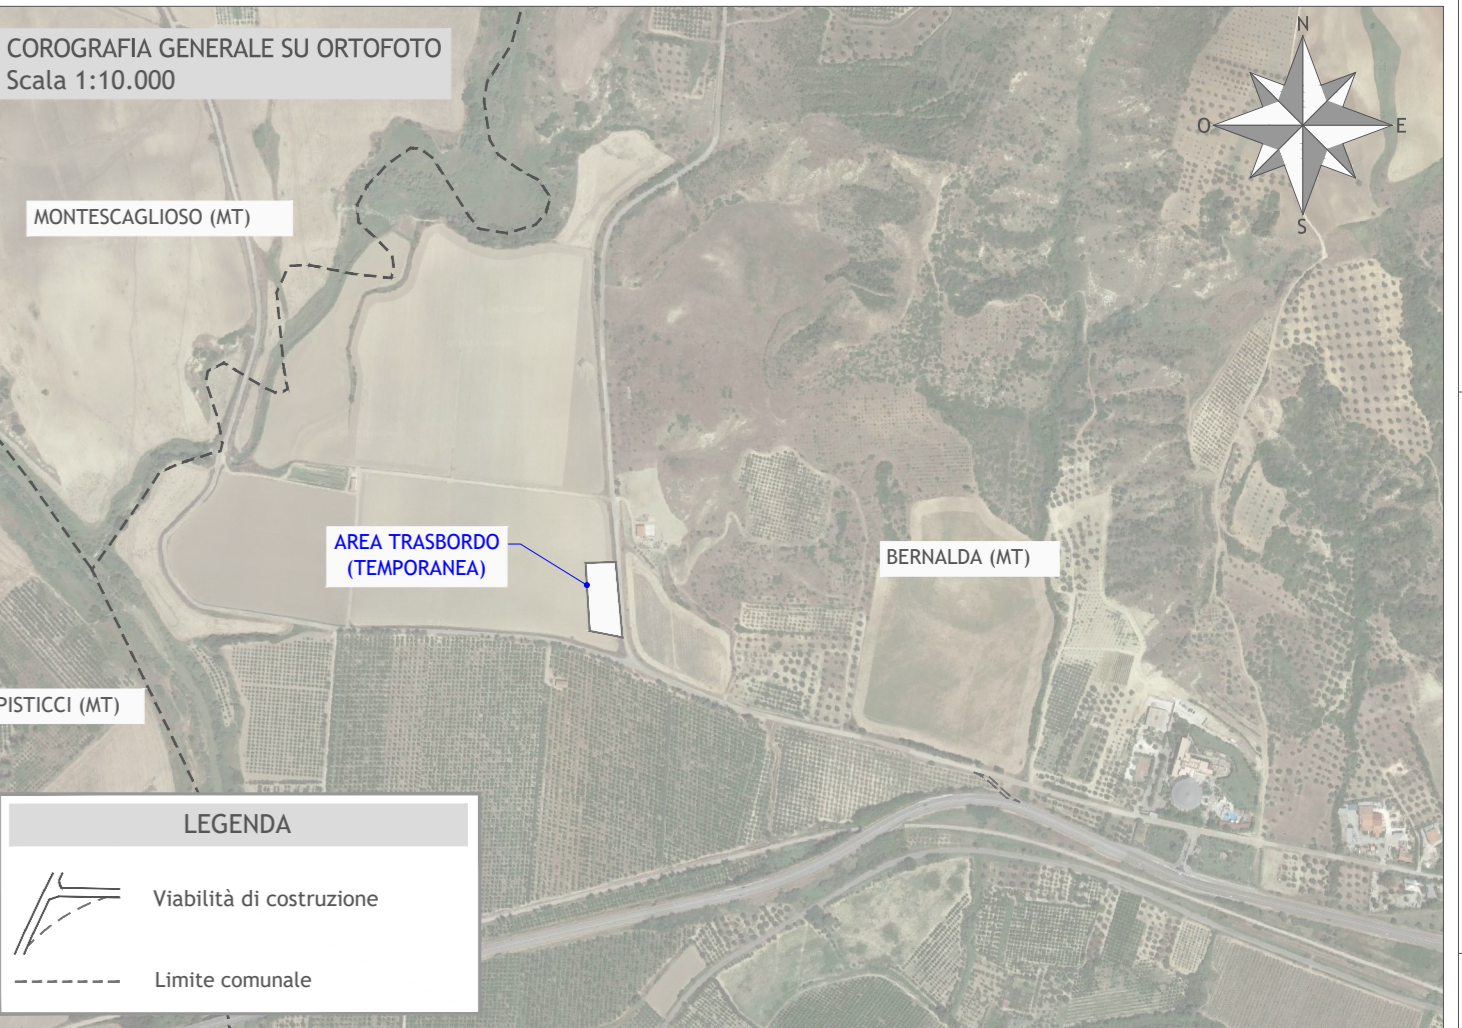 COROGRAFIA GENERALE SU ORTOFOTO
Scala 1:10.000
N
O
E
S
MONTESCAGLIOSO (MT)
AREA TRASBORDO
(TEMPORANEA)
BERNALDA (MT)
PISTICCI (MT)
LEGENDA
Viabilità di costruzione
Limite comunale